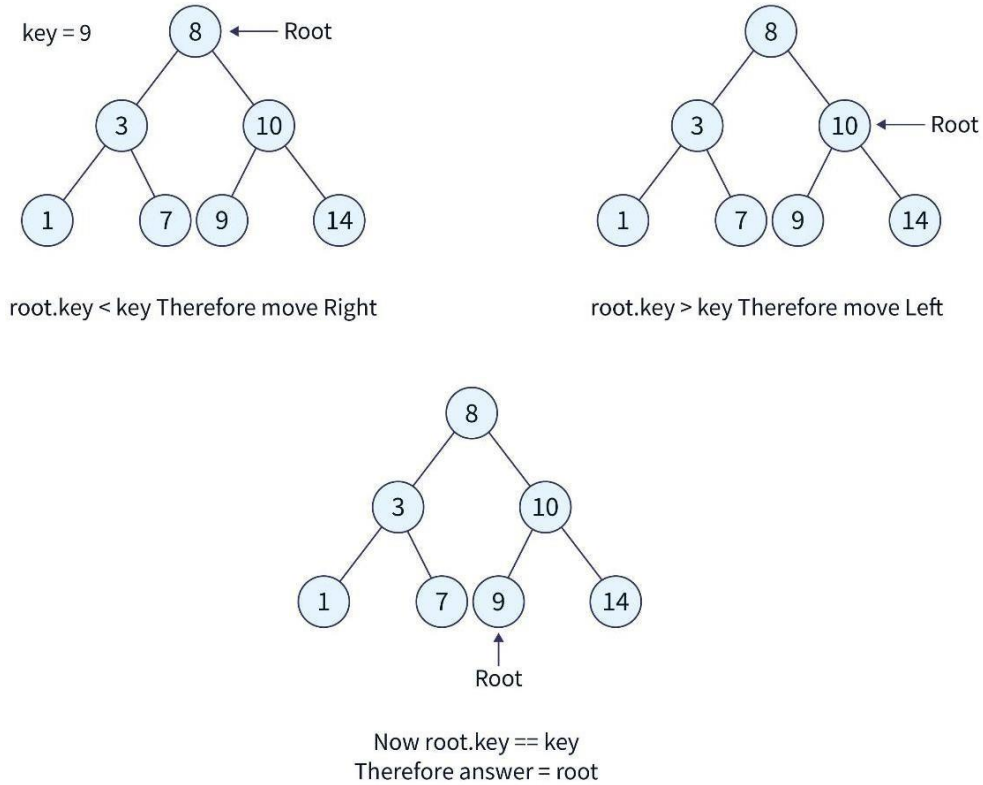 key = 9
8
Root
3
10
1
7
9
14
root.key < key Therefore move Right
8
3
10
Root
1
7
9
14
root.key > key Therefore move Left
8
3
10
1
7
9
14
Root
Now root.key == key
Therefore answer = root